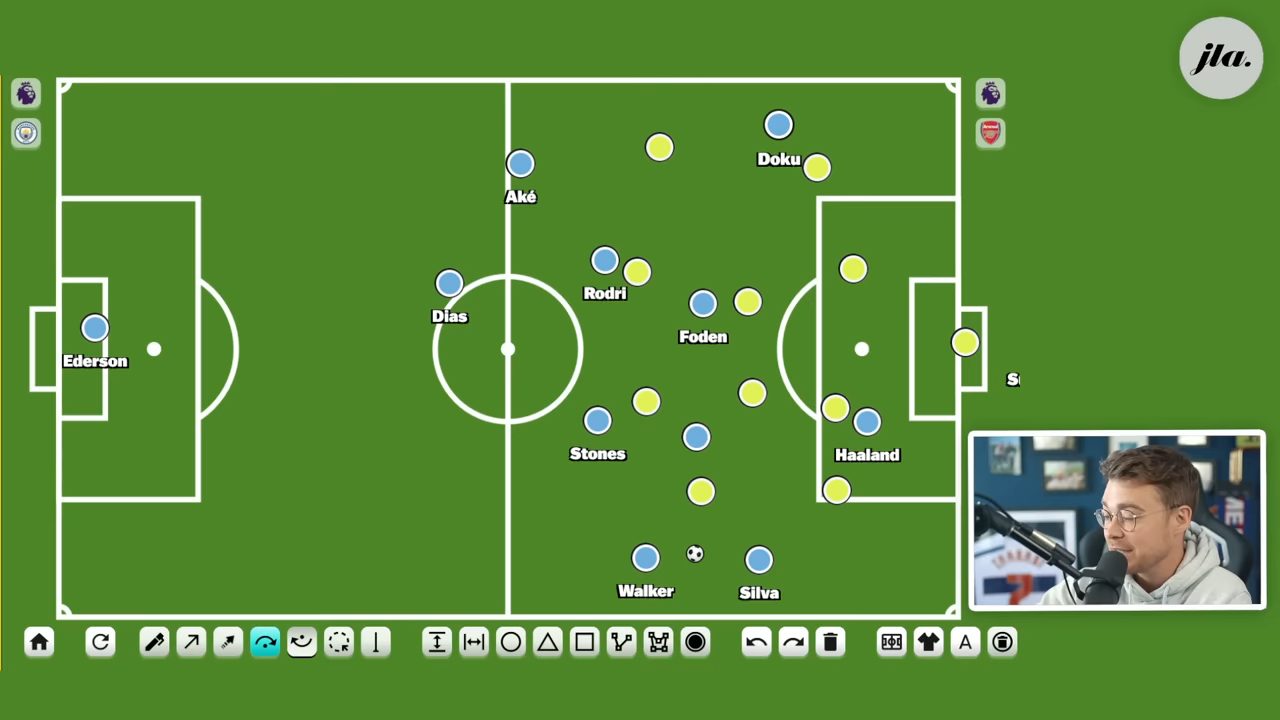 jla.
Doku
Aké
Rodri
Dias
Foden
Ederson
S
Stones
Haaland
Walker
Silva
A